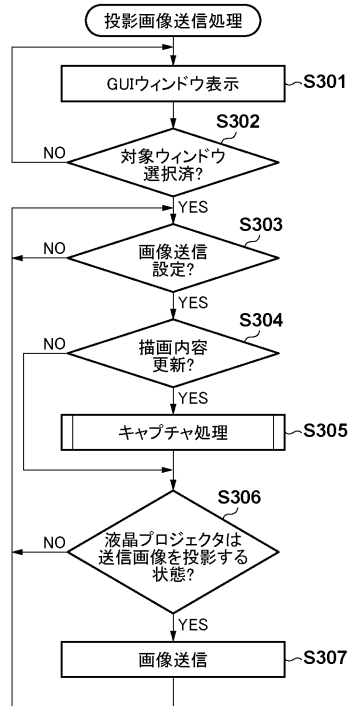 投影画像送信処理
GUIウィンドウ表示
S301
S302
対象ウィンドウ
選択済?
NO
YES
S303
画像送信
設定?
NO
YES
S304
描画内容
更新?
NO
YES
キャプチャ処理
S305
S306
液晶プロジェクタは
送信画像を投影する
状態?
NO
YES
画像送信
S307